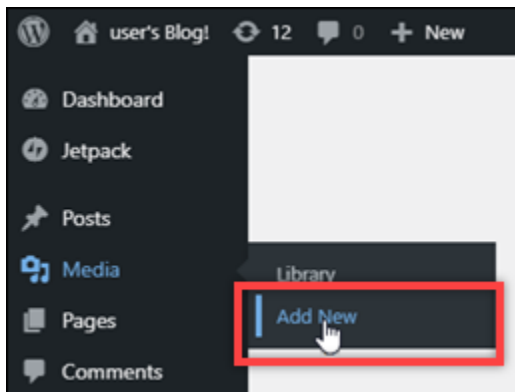 user's Blog! 12 0 + New
Dashboard
Jetpack
Posts
Media
Library
Add New
Pages
Comments